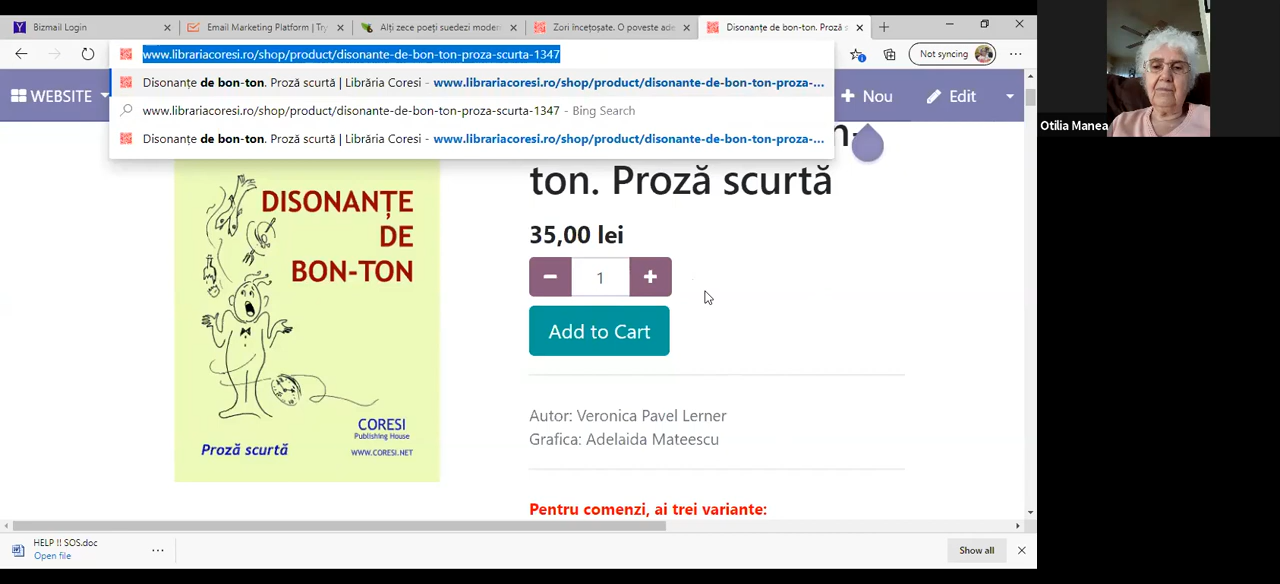 Bizmail Login
Email Marketing Platform | Try
Alți zece poeți suedezi moder
Zori încețoșate. O poveste ade
Disonanțe de bon-ton. Proză s
www.librariacoresi.ro/shop/product/disonante-de-bon-ton-proza-scurta-1347
Not syncing
Disonanțe de bon-ton. Proză scurtă | Librăria Coresi - www.librariacoresi.ro/shop/product/disonante-de-bon-ton-proza-...
www.librariacoresi.ro/shop/product/disonante-de-bon-ton-proza-scurta-1347 - Bing Search
Disonanțe de bon-ton. Proză scurtă | Librăria Coresi - www.librariacoresi.ro/shop/product/disonante-de-bon-ton-proza-...
WEBSITE
Nou
Edit
Otilia Manea
n-
ton. Proză scurtă
35,00 lei
1
Add to Cart
Autor: Veronica Pavel Lerner
Grafica: Adelaida Mateescu
Pentru comenzi, ai trei variante:
DISONANȚE
DE
BON-TON
CORESI
Publishing House
WWW.CORESI.NET
Proză scurtă
HELP !! SOS.doc
Open file
Show all